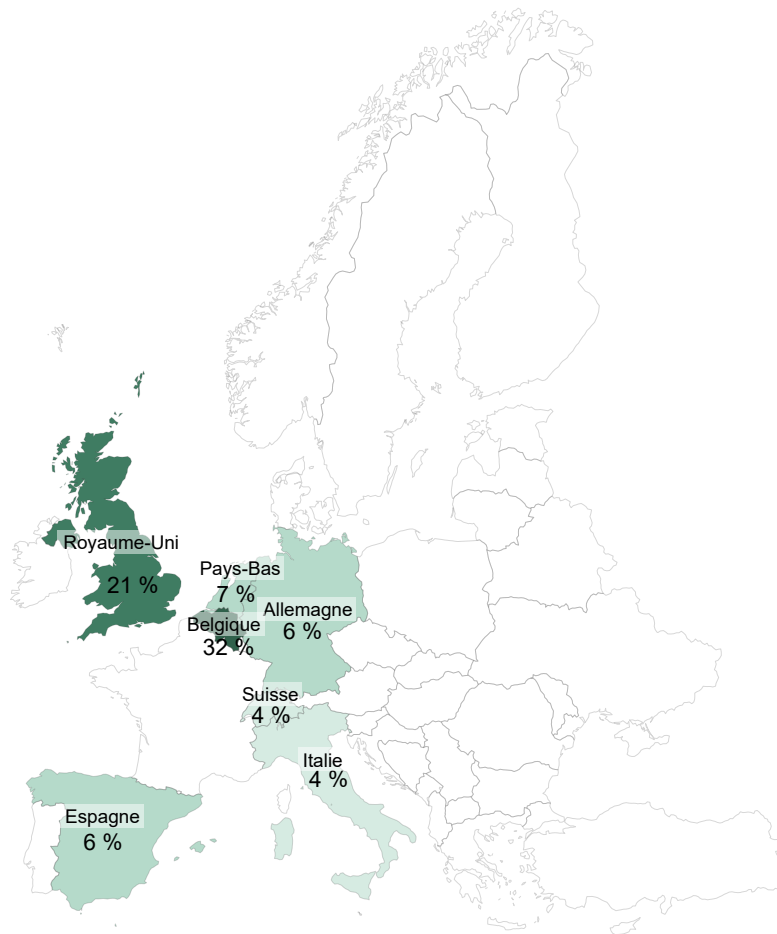 Royaume-Uni
21 %
Pays-Bas
7 %
Allemagne
6 %
Belgique
32 %
Suisse
4 %
Italie
4 %
Espagne
6 %